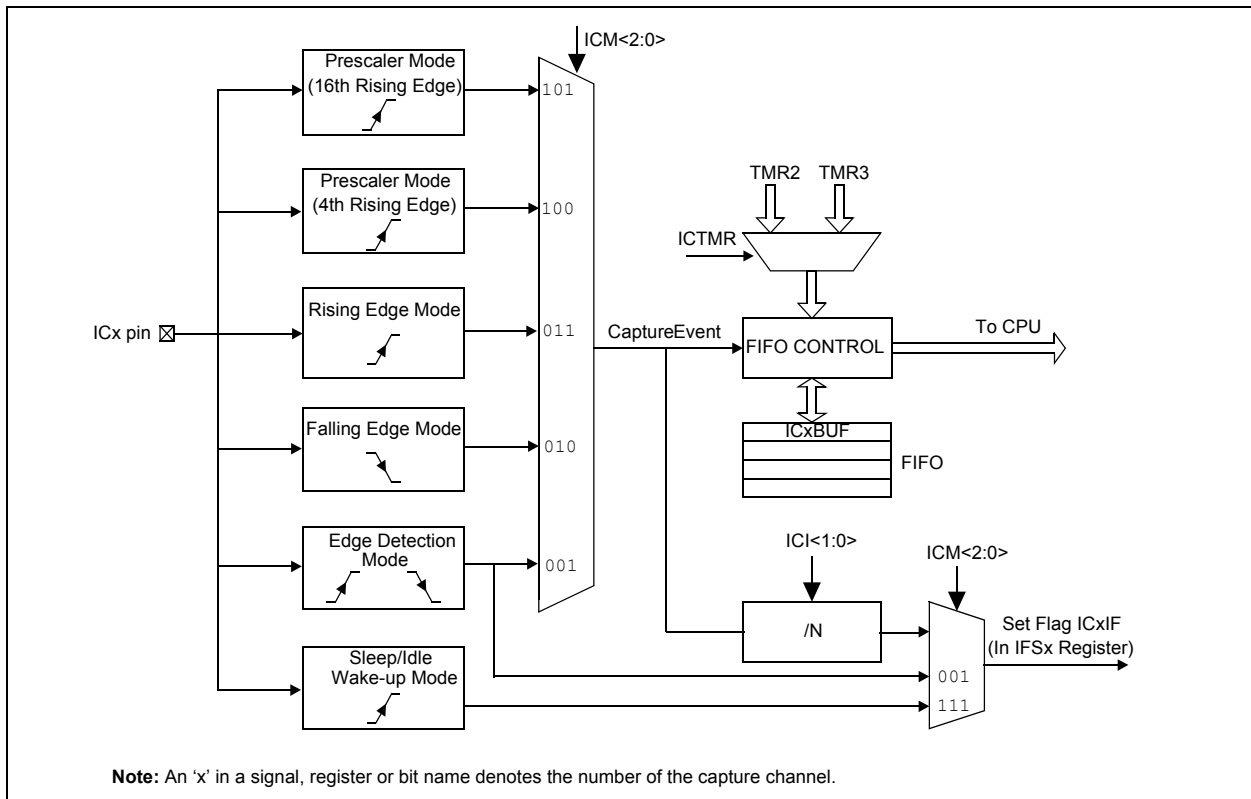 ICM<2:0>
Prescaler Mode
(16th Rising Edge)
101
Prescaler Mode
(4th Rising Edge)
100
TMR2
TMR3
ICTMR
ICx pin
Rising Edge Mode
011
CaptureEvent
FIFO CONTROL
To CPU
Falling Edge Mode
010
ICxBUF
FIFO
Edge Detection
Mode
001
ICI<1:0>
ICM<2:0>
/N
Set Flag ICxIF
(In IFSx Register)
Sleep/Idle
Wake-up Mode
001
111
Note: An ‘x’ in a signal, register or bit name denotes the number of the capture channel.